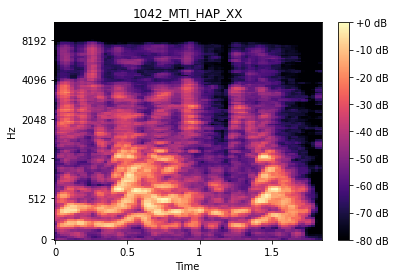 1042_MTI_HAP_XX
+0 dB
8192
-10 dB
4096
-20 dB
-30 dB
2048
Hz
-40 dB
1024
-50 dB
512
-60 dB
-70 dB
0
-80 dB
0
0.5
1
1.5
Time